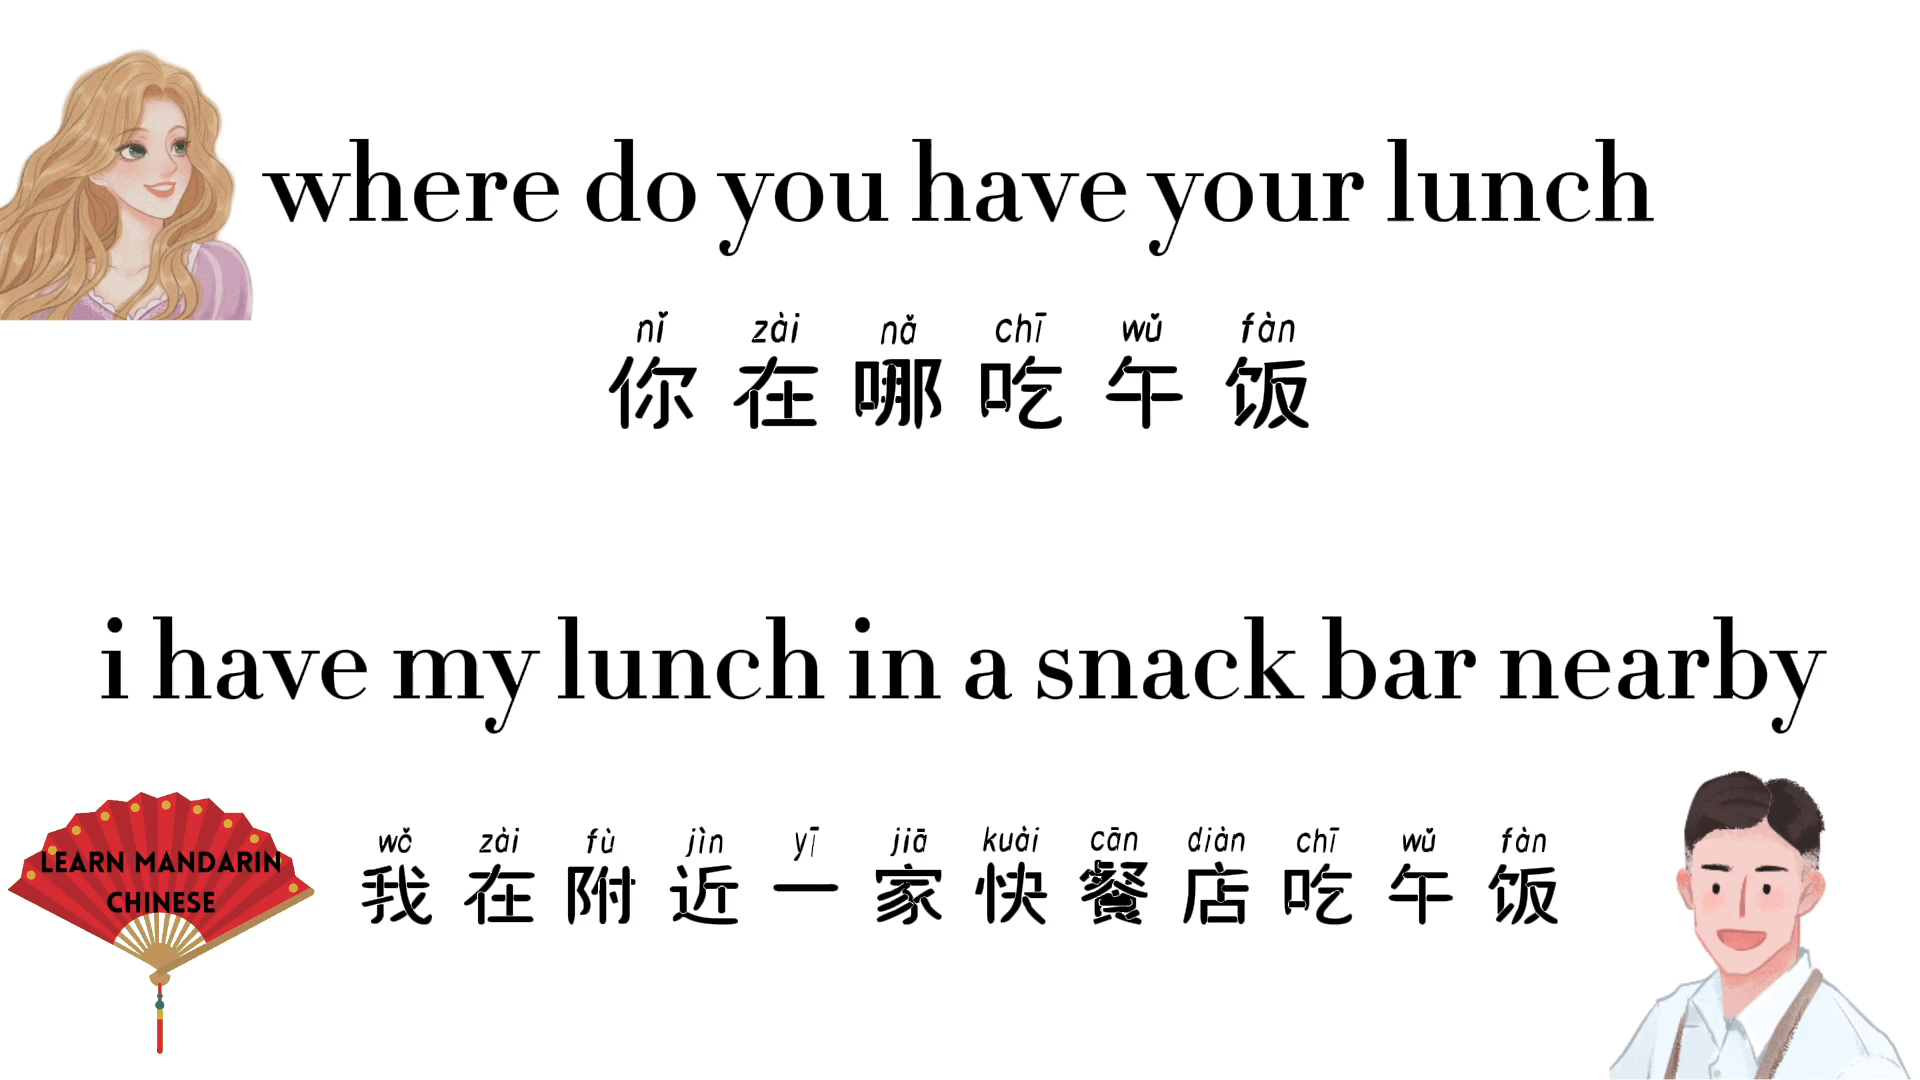 where do you have your lunch
nǐ zài nǎ chī wǔ fàn
你 在 哪 吃 午 饭
i have my lunch in a snack bar nearby
wǒ zài fù jìn yī jiā kuài cān diàn chī wǔ fàn
我 在 附 近 一 家 快 餐 店 吃 午 饭
LEARN MANDARIN
CHINESE